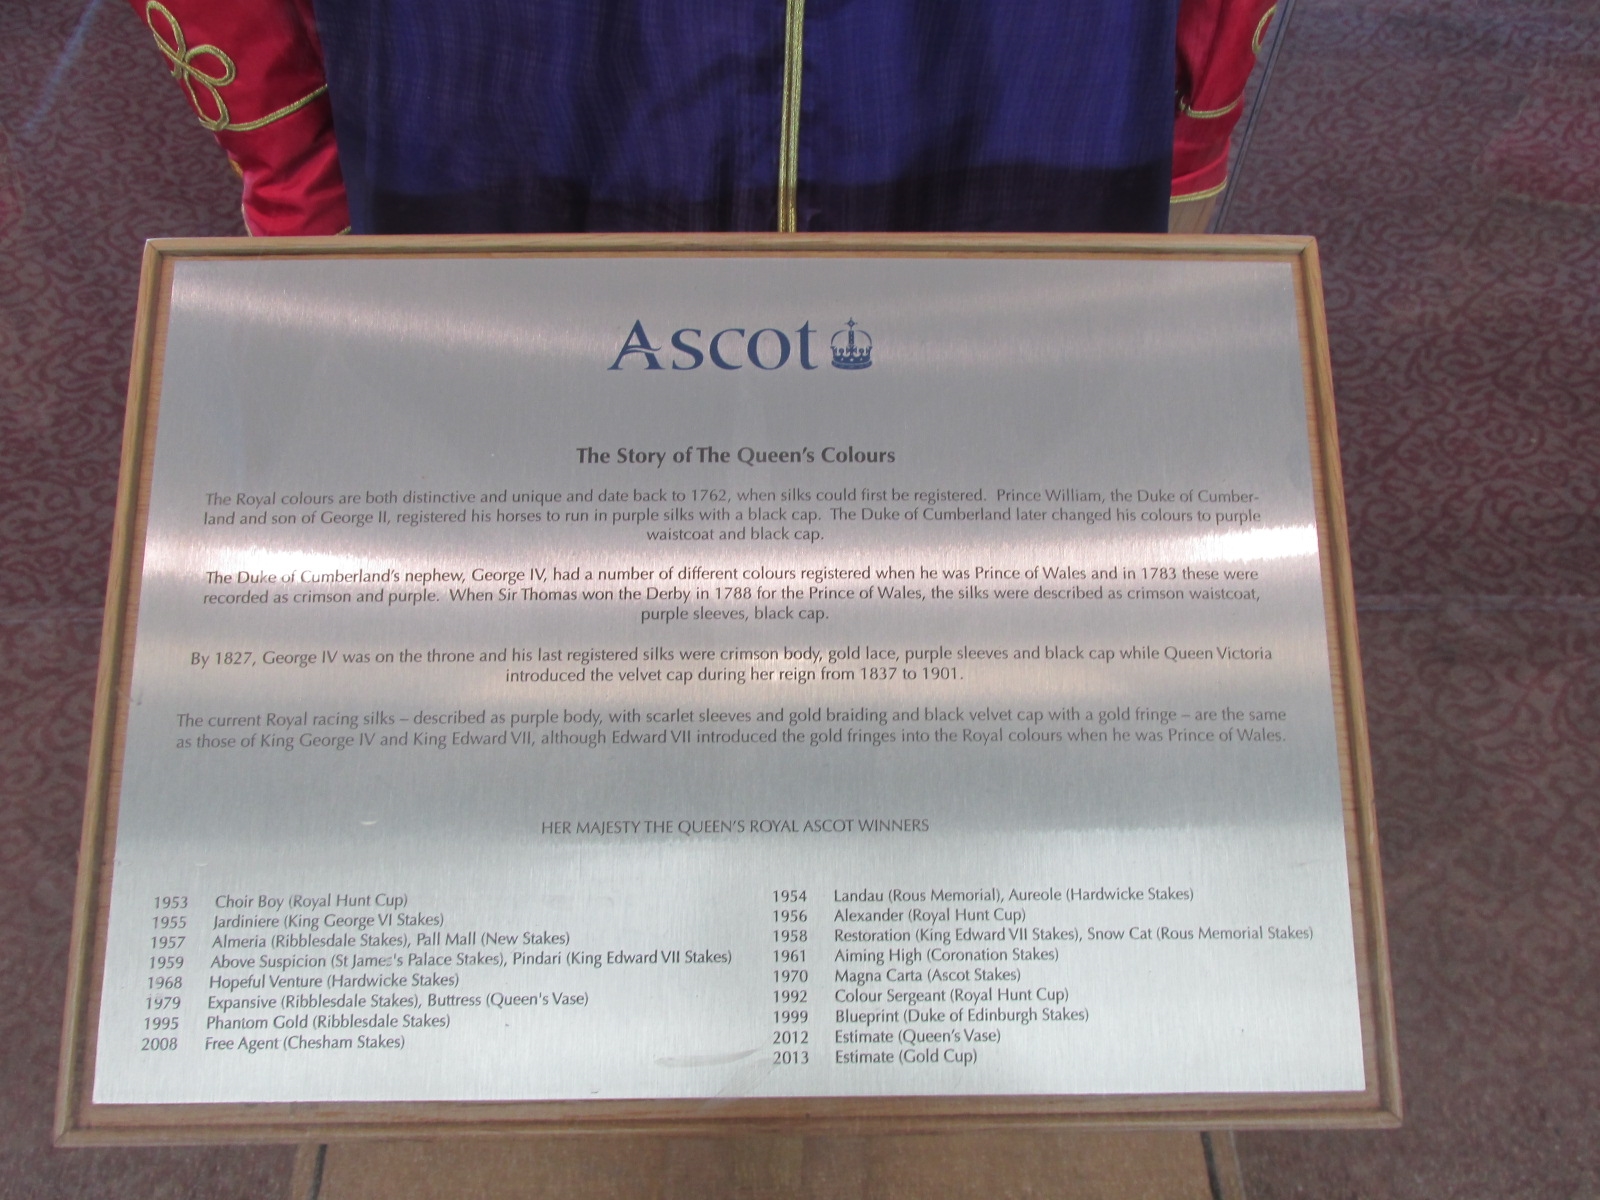 Ascot
The Story of The Queen's Colours
The Royal colours are both distinctive and unique and date back to 1762, when silks could first be registered. Prince William, the Duke of Cumber-
land and son of George II, registered his horses to run in purple silks with a black cap. The Duke of Cumberland later changed his colours to purple
waistcoat and black cap.
The Duke of Cumberland's nephew, George IV, had a number of different colours registered when he was Prince of Wales and in 1783 these were
recorded as crimson and purple. When Sir Thomas won the Derby in 1788 for the Prince of Wales, the silks were described as crimson waistcoat,
purple sleeves, black cap.
By 1827, George IV was on the throne and his last registered silks were crimson body, gold lace, purple sleeves and black cap while Queen Victoria
introduced the velvet cap during her reign from 1837 to 1901.
The current Royal racing silks – described as purple body, with scarlet sleeves and gold braiding and black velvet cap with a gold fringe – are the same
as those of King George IV and King Edward VII, although Edward VII introduced the gold fringes into the Royal colours when he was Prince of Wales.
HER MAJESTY THE QUEEN'S ROYAL ASCOT WINNERS
1953 Choir Boy (Royal Hunt Cup)
1955 Jardiniere (King George VI Stakes)
1957 Almeria (Ribblesdale Stakes), Pall Mall (New Stakes)
1959 Above Suspicion (St James's Palace Stakes), Pindari (King Edward VII Stakes)
1968 Hopeful Venture (Hardwicke Stakes)
1979 Expansive (Ribblesdale Stakes), Buttress (Queen's Vase)
1995 Phantom Gold (Ribblesdale Stakes)
2008 Free Agent (Chesham Stakes)
1954 Landau (Rous Memorial), Aureole (Hardwicke Stakes)
1956 Alexander (Royal Hunt Cup)
1958 Restoration (King Edward VII Stakes), Snow Cat (Rous Memorial Stakes)
1961 Aiming High (Coronation Stakes)
1970 Magna Carta (Ascot Stakes)
1992 Colour Sergeant (Royal Hunt Cup)
1999 Blueprint (Duke of Edinburgh Stakes)
2012 Estimate (Queen's Vase)
2013 Estimate (Gold Cup)